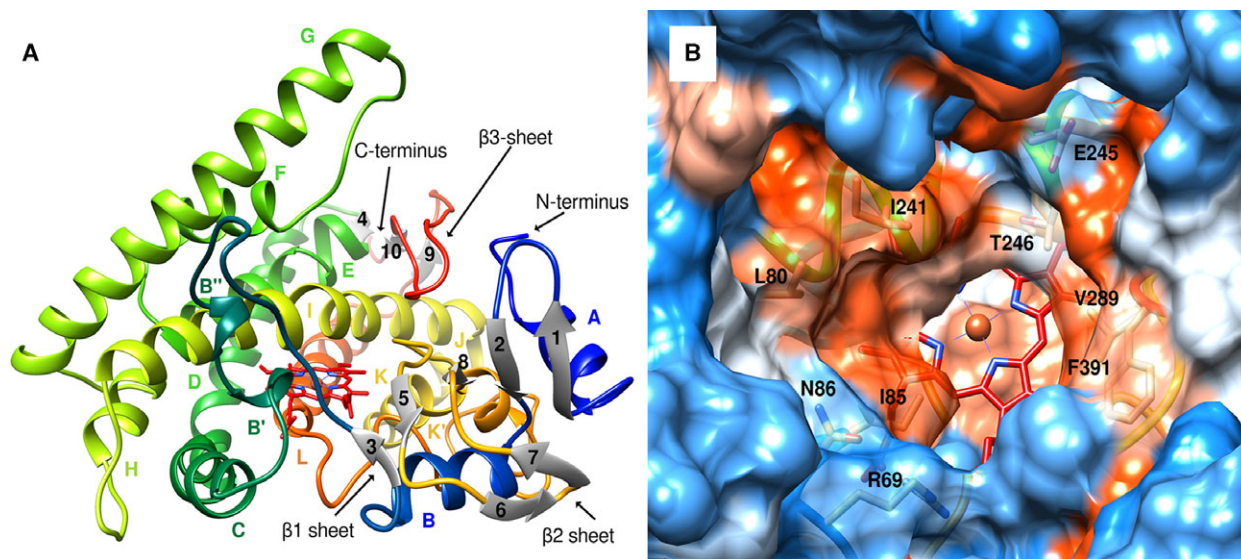 A
G
C-terminus
β3-sheet
F
N-terminus
4
10
9
E
B''
I
A
2
1
J
8
D
K
5
B'
K'
L
3
7
H
6
C
β1 sheet
B
β2 sheet
B
E245
I241
T246
L80
V289
F391
N86
I85
R69